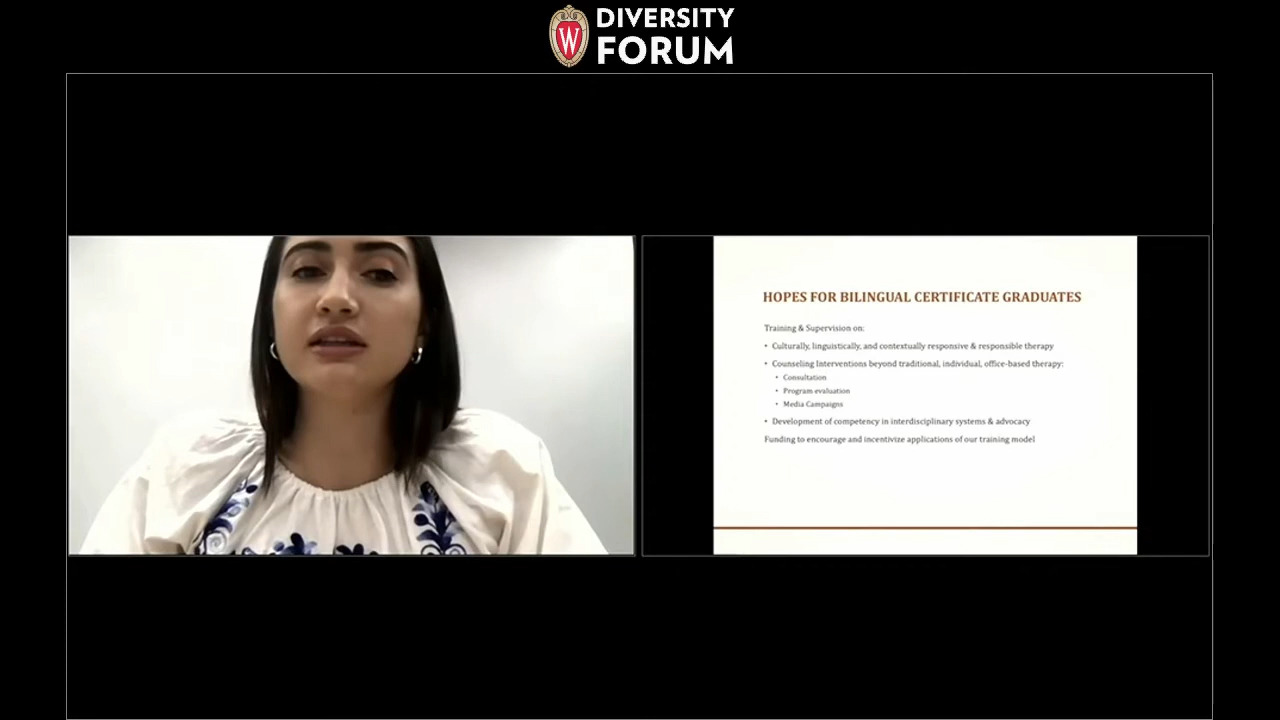 DIVERSITY
FORUM
W
HOPES FOR BILINGUAL CERTIFICATE GRADUATES
Training & Supervision on:
• Culturally, linguistically, and contextually responsive & responsible therapy
• Counseling Interventions beyond traditional, individual, office-based therapy:
• Consultation
• Program evaluation
• Media Campaigns
• Development of competency in interdisciplinary systems & advocacy
Funding to encourage and incentivize applications of our training model